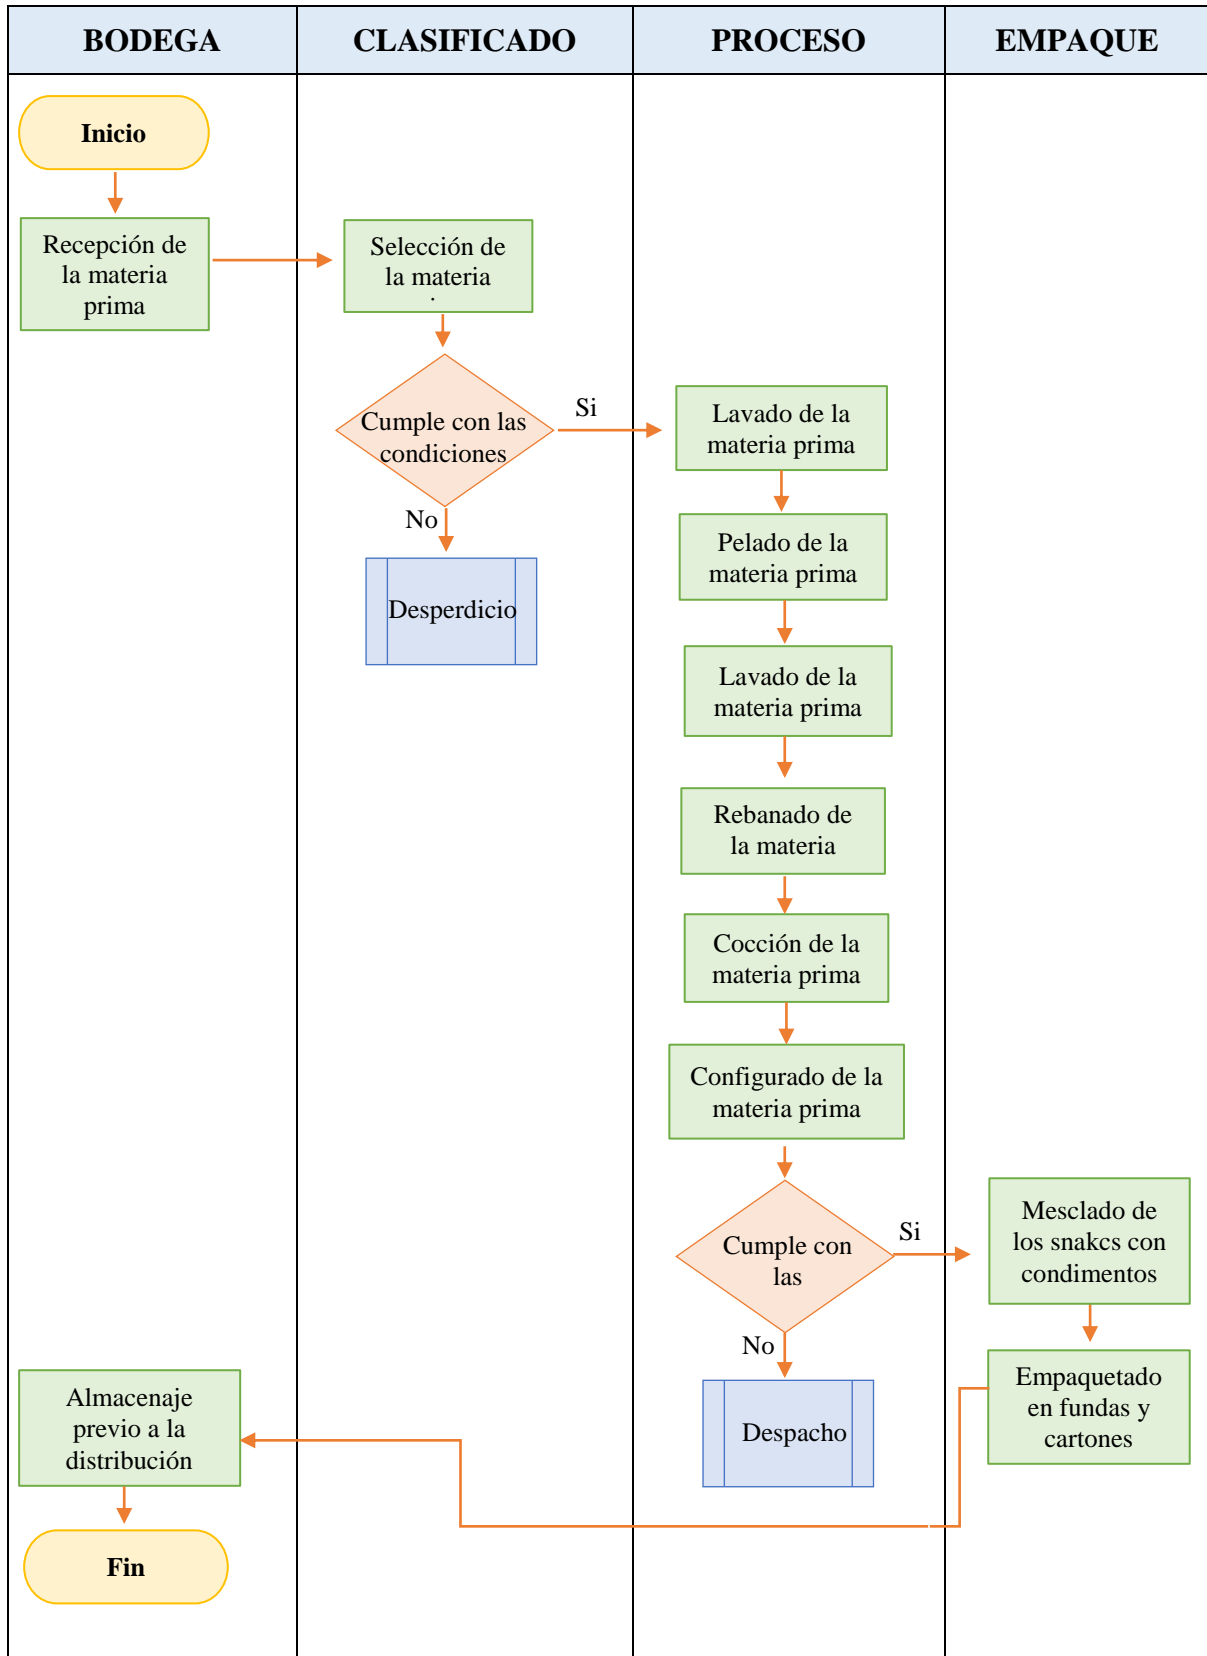 BODEGA
CLASIFICADO
PROCESO
EMPAQUE
Inicio
Recepción de
la materia
prima
Selección de
la materia
Cumple con las
condiciones
Si
No
Desperdicio
Lavado de la
materia prima
Pelado de la
materia prima
Lavado de la
materia prima
Rebanado de
la materia
Cocción de la
materia prima
Configurado de la
materia prima
Cumple con
las
Si
No
Despacho
Mesclado de
los snakcs con
condimentos
Empaquetado
en fundas y
cartones
Almacenaje
previo a la
distribución
Fin